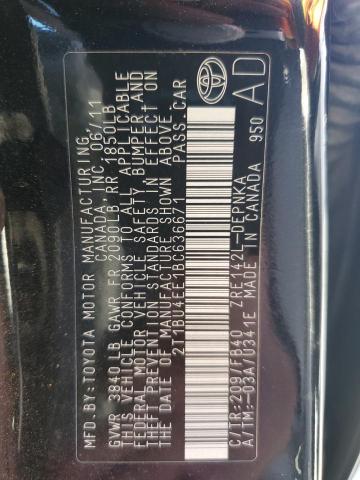 MFD.BY:TOYOTA MOTOR MANUFACTURING,
CANADA, INC. 06/11
GVWR 3840LB GAWR FR 2090LB RR 1850LB
THIS VEHICLE CONFORMS TO ALL APPLICABLE
FEDERAL MOTOR VEHICLE SAFETY, BUMPER, AND
THEFT PREVENTION STANDARDS IN EFFECT ON
THE DATE OF MANUFACTURE SHOWN ABOVE.
2T1BU4EE1BC636671 PASS.CAR
C/TR:209/FB40 ZRE142L-DEPNKA
A/TM:-03A/U341E MADE IN CANADA 950
AD